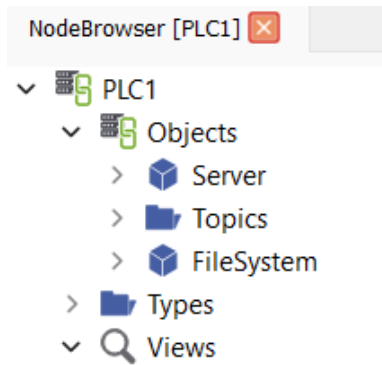 NodeBrowser [PLC1]
PLC1
Objects
Server
Topics
FileSystem
Types
Views